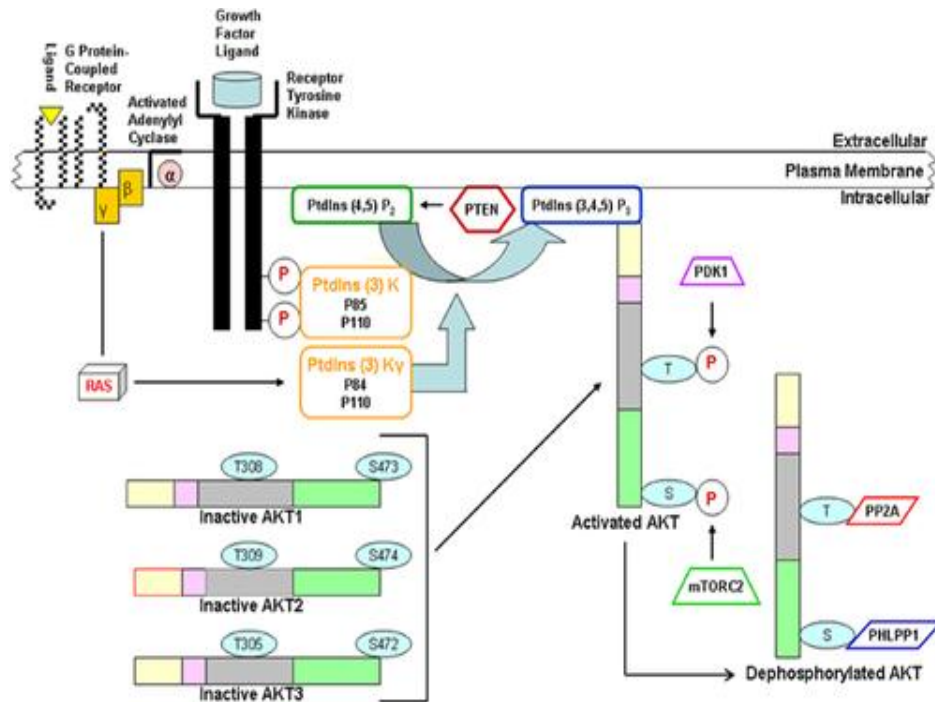 Ligand
G Protein-
Coupled
Receptor
Activated
Adenylyl
Cyclase
Growth
Factor
Ligand
Receptor
Tyrosine
Kinase
Extracellular
Plasma Membrane
Intracellular
α
β
γ
PtdIns (4,5) P2
PTEN
PtdIns (3,4,5) P3
P
P
PtdIns (3) K
P85
P110
PtdIns (3) Kγ
P84
P110
RAS
PDK1
T
P
S
P
Activated AKT
mTORC2
T308
S473
Inactive AKT1
T309
S474
Inactive AKT2
T305
S472
Inactive AKT3
T
PP2A
S
PHLPP1
Dephosphorylated AKT